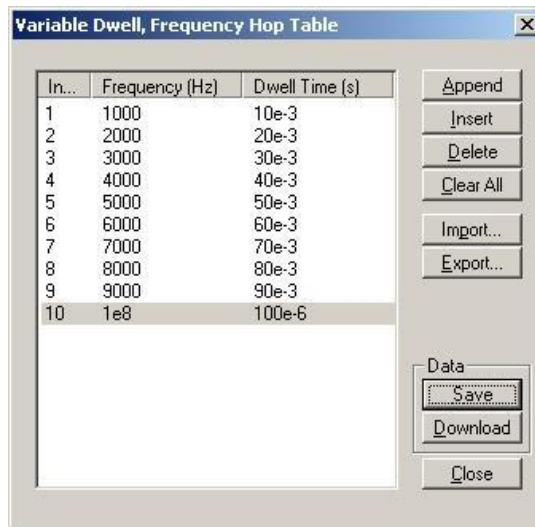 Variable Dwell, Frequency Hop Table
In... Frequency (Hz) Dwell Time (s)
1 1000 10e-3
2 2000 20e-3
3 3000 30e-3
4 4000 40e-3
5 5000 50e-3
6 6000 60e-3
7 7000 70e-3
8 8000 80e-3
9 9000 90e-3
10 1e8 100e-6
Append
Insert
Delete
Clear All
Import...
Export...
Data
Save
Download
Close